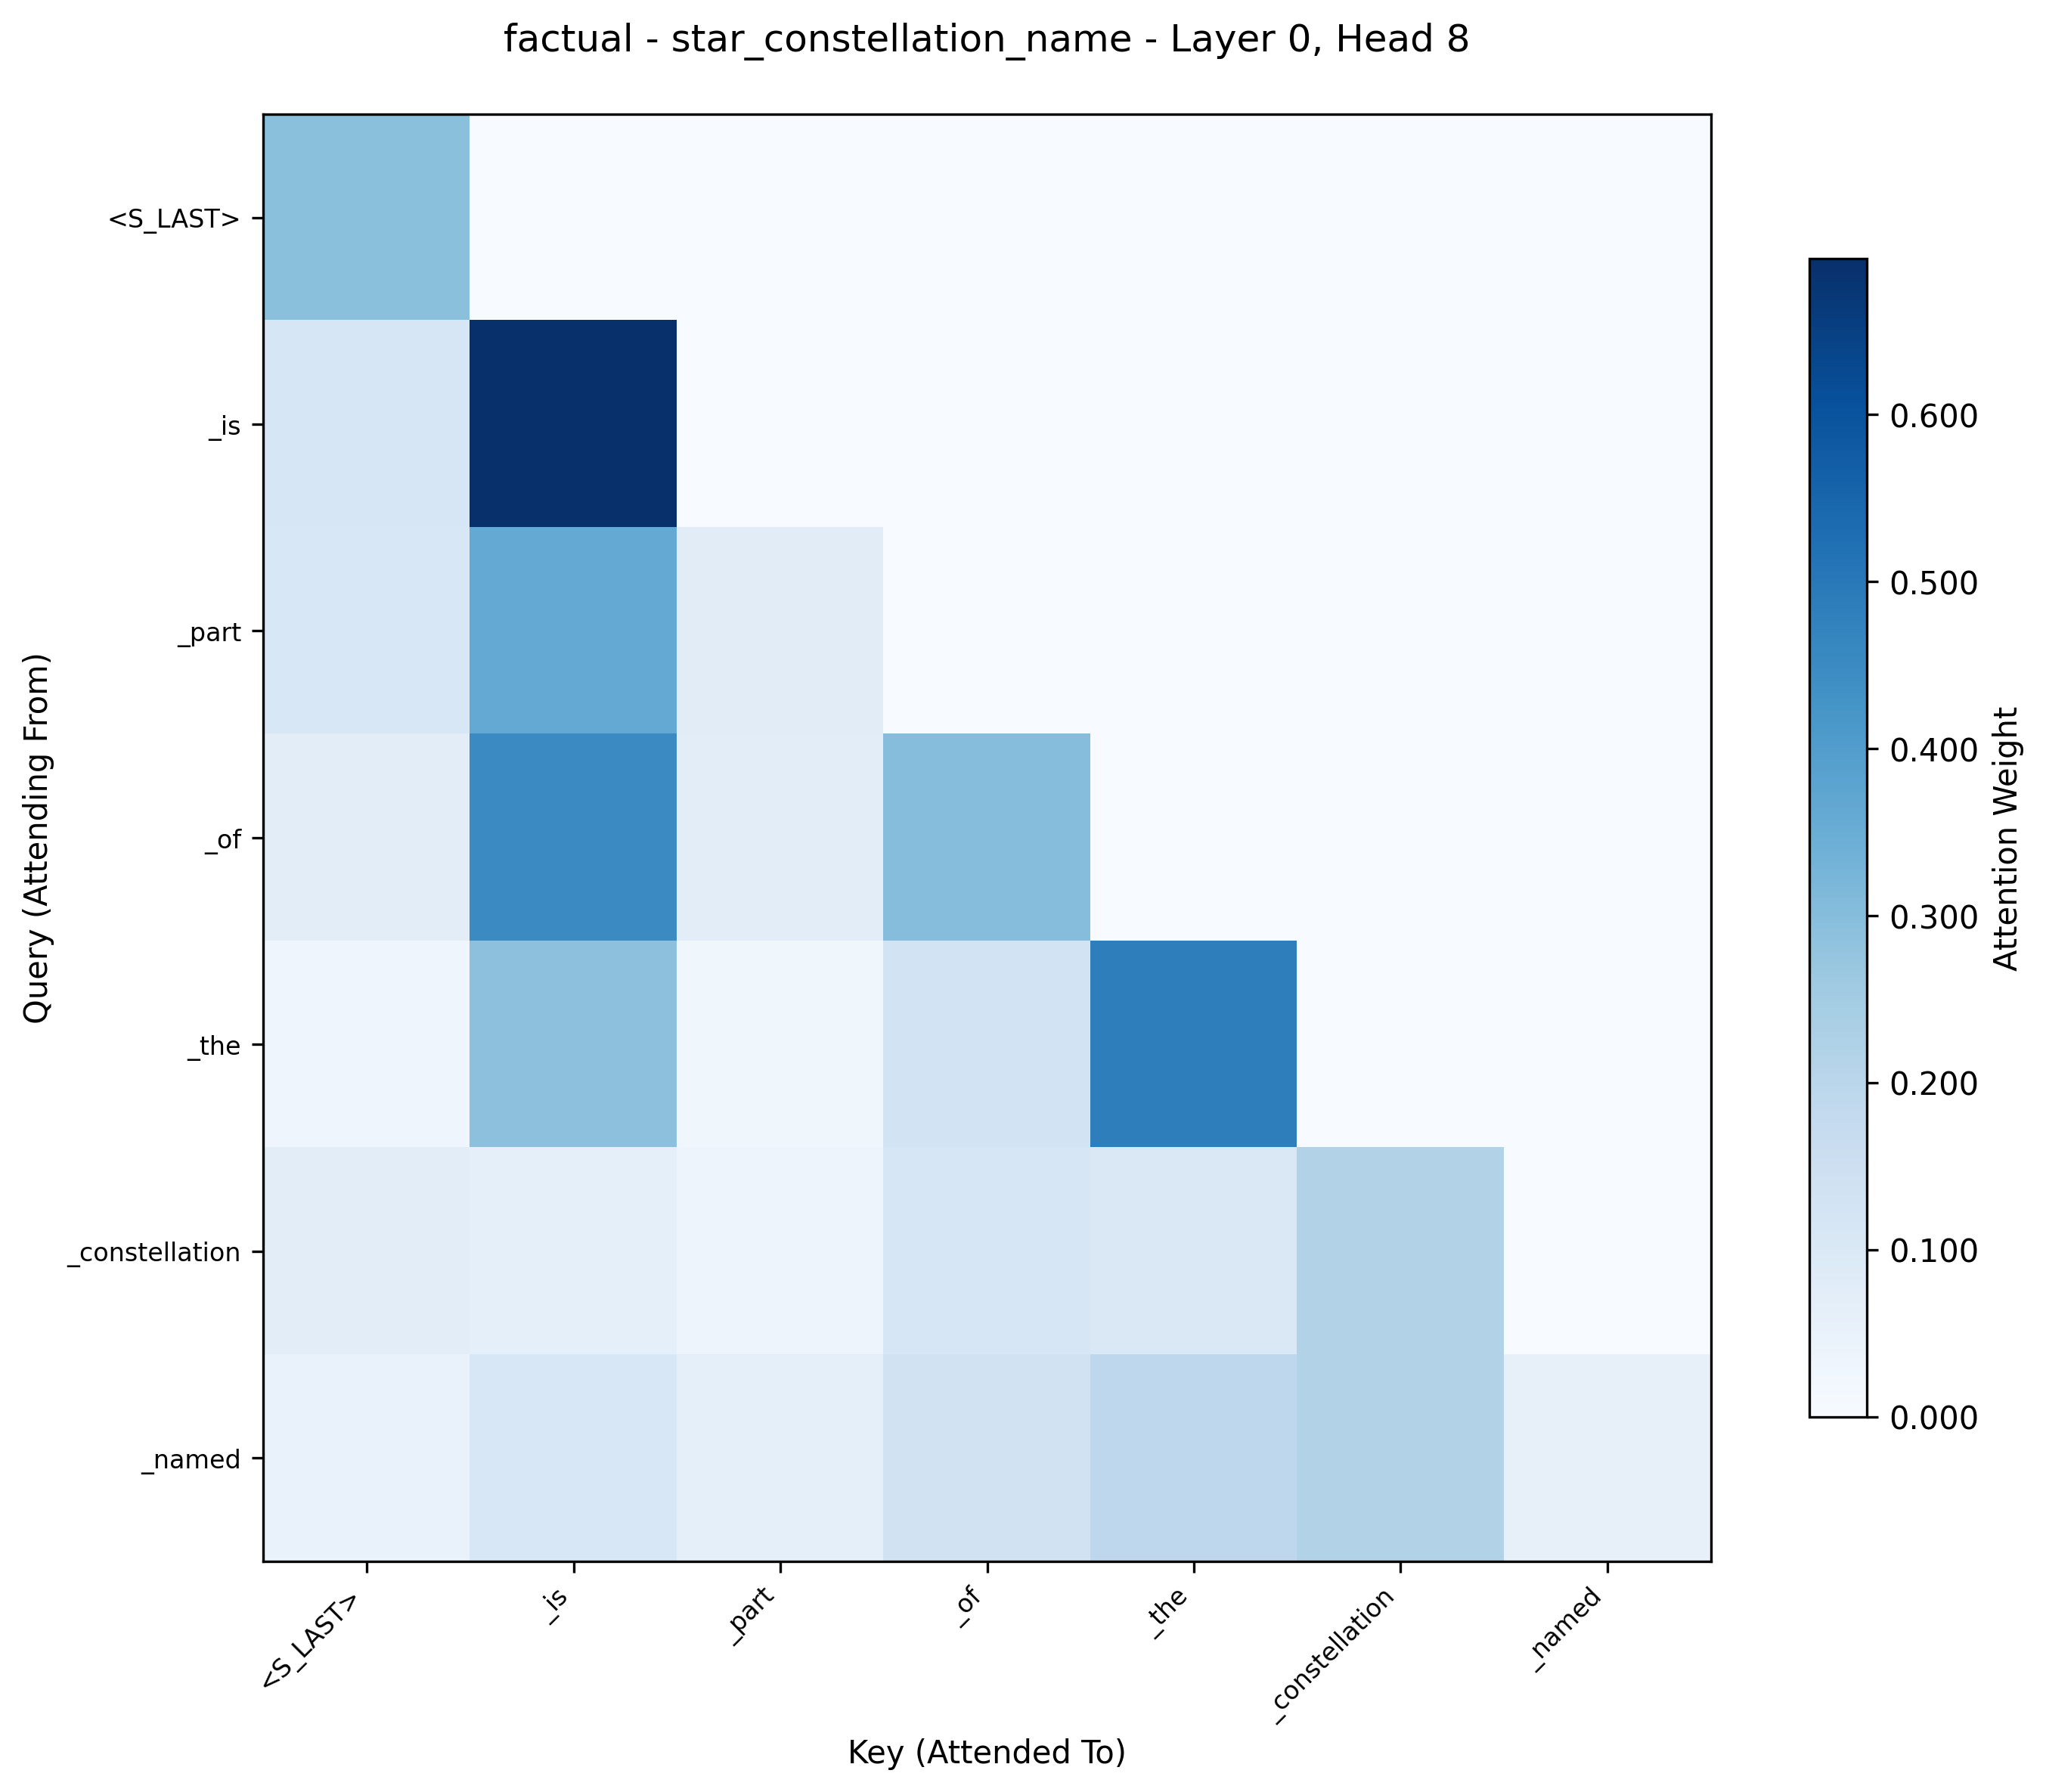 factual - star_constellation_name - Layer 0, Head 8
Query (Attending From)
<S_LAST>
_is
_part
_of
_the
_constellation
_named
<S_LAST>
_is
_part
_of
_the
_constellation
_named
Key (Attended To)
0.600
0.500
0.400
0.300
0.200
0.100
0.000
Attention Weight